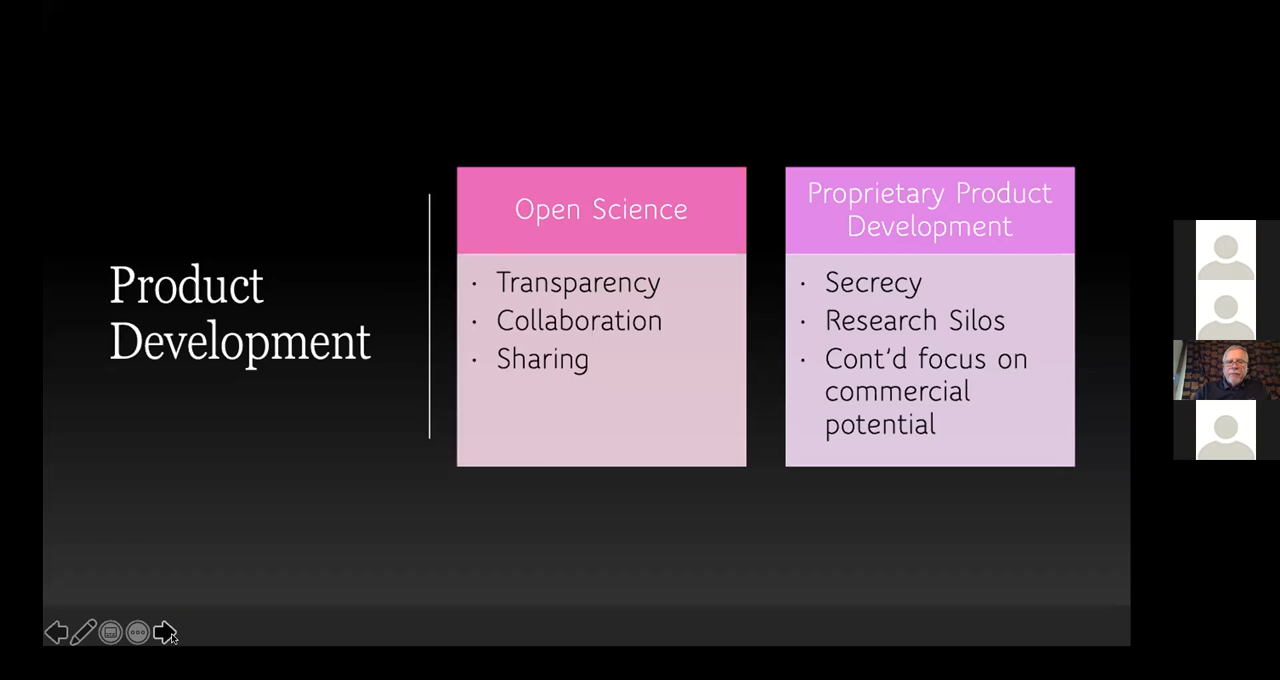 Product
Development
Open Science
· Transparency
· Collaboration
· Sharing
Proprietary Product
Development
· Secrecy
· Research Silos
· Cont'd focus on
commercial
potential